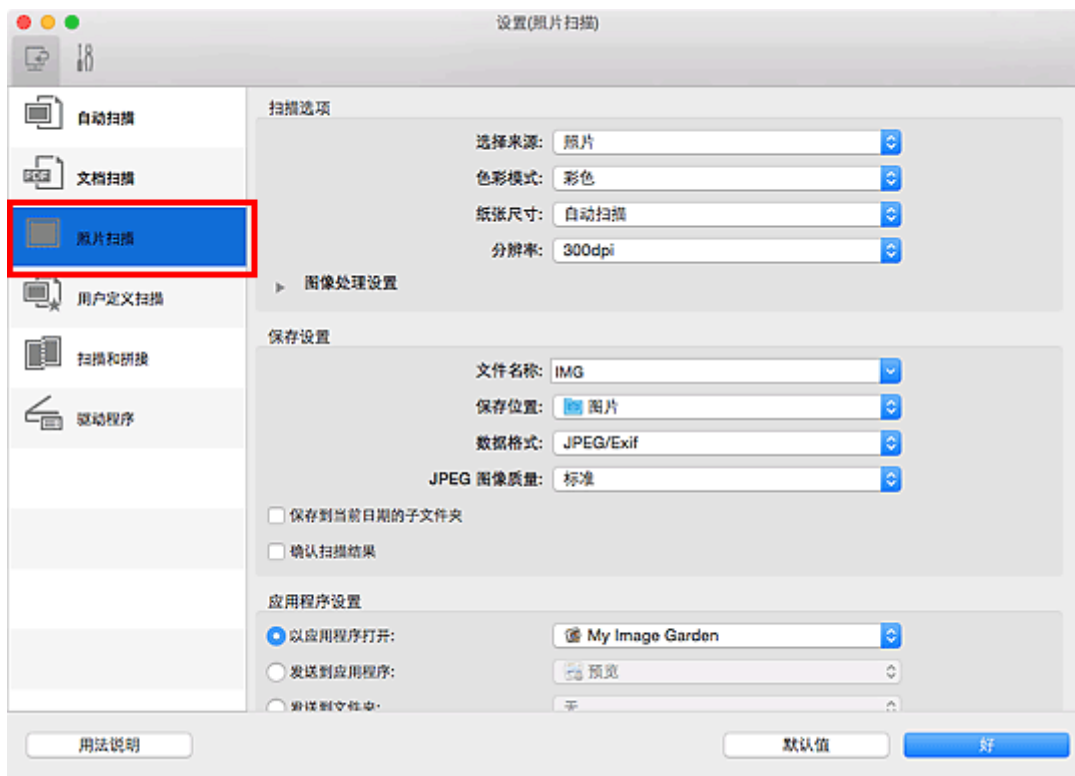 设置(照片扫描)
自动扫描
PDF
文档扫描
照片扫描
用户定义扫描
扫描和拼接
驱动程序
扫描选项
选择来源: 照片
色彩模式: 彩色
纸张尺寸: 自动扫描
分辨率: 300dpi
图像处理设置
保存设置
文件名称: IMG
保存位置: 图片
数据格式: JPEG/Exif
JPEG 图像质量: 标准
保存到当前日期的子文件夹
确认扫描结果
应用程序设置
以应用程序打开: My Image Garden
发送到应用程序: 预览
发送到文件夹: 无
用法说明 默认值 好